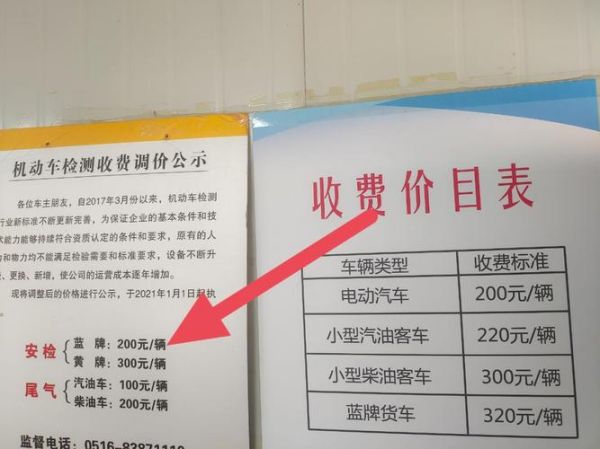 机动车检测收费调价公示
各位车主朋友，自2017年3月份以来，机动车检测
行业新标准不断更新完善，为保证企业的基本条件和技
术能力能够持续符合资质认定的条件和要求，原有的人
力和物力均不能满足检验需要和标准要求，设备不断升
、更换、新增，使公司的运营成本逐年增加。
现将调整后的价格进行公示，于2021年1月1日起执
安检
蓝 牌：200元/辆
黄 牌：300元/辆
尾气
汽油车：100元/辆
柴油车：200元/辆
监督电话：0516-83871110
收费价目表
车辆类型 收费标准
电动汽车 200元/辆
小型汽油客车 220元/辆
小型柴油客车 300元/辆
蓝牌货车 320元/辆